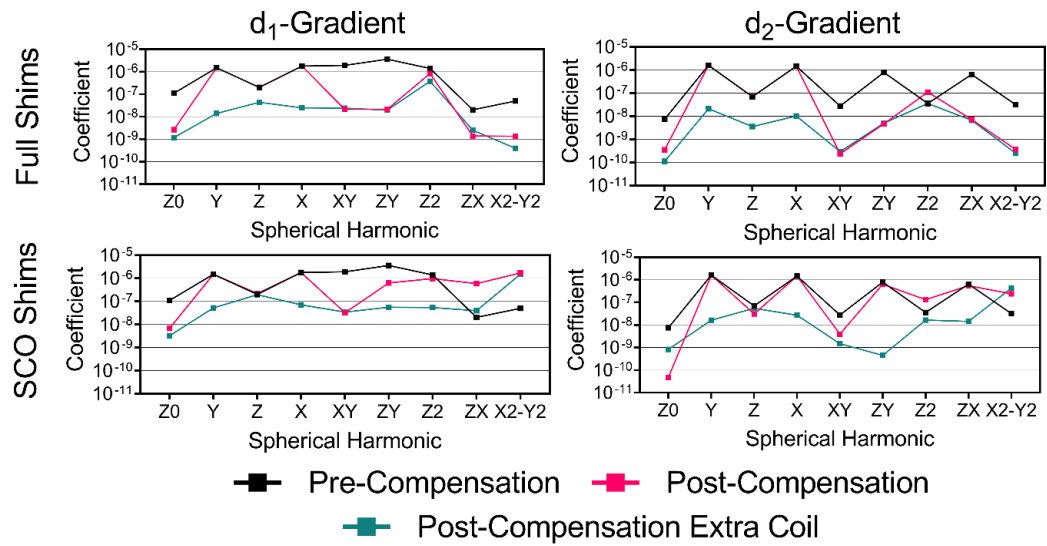 d₁-Gradient
d₂-Gradient
Full Shims
Coefficient
10⁻⁵
10⁻⁶
10⁻⁷
10⁻⁸
10⁻⁹
10⁻¹⁰
10⁻¹¹
Z0 Y Z X XY ZY Z2 ZX X2-Y2
Spherical Harmonic
Coefficient
10⁻⁵
10⁻⁶
10⁻⁷
10⁻⁸
10⁻⁹
10⁻¹⁰
10⁻¹¹
Z0 Y Z X XY ZY Z2 ZX X2-Y2
Spherical Harmonic
SCO Shims
Coefficient
10⁻⁵
10⁻⁶
10⁻⁷
10⁻⁸
10⁻⁹
10⁻¹⁰
10⁻¹¹
Z0 Y Z X XY ZY Z2 ZX X2-Y2
Spherical Harmonic
Coefficient
10⁻⁵
10⁻⁶
10⁻⁷
10⁻⁸
10⁻⁹
10⁻¹⁰
10⁻¹¹
Z0 Y Z X XY ZY Z2 ZX X2-Y2
Spherical Harmonic
Pre-Compensation
Post-Compensation
Post-Compensation Extra Coil